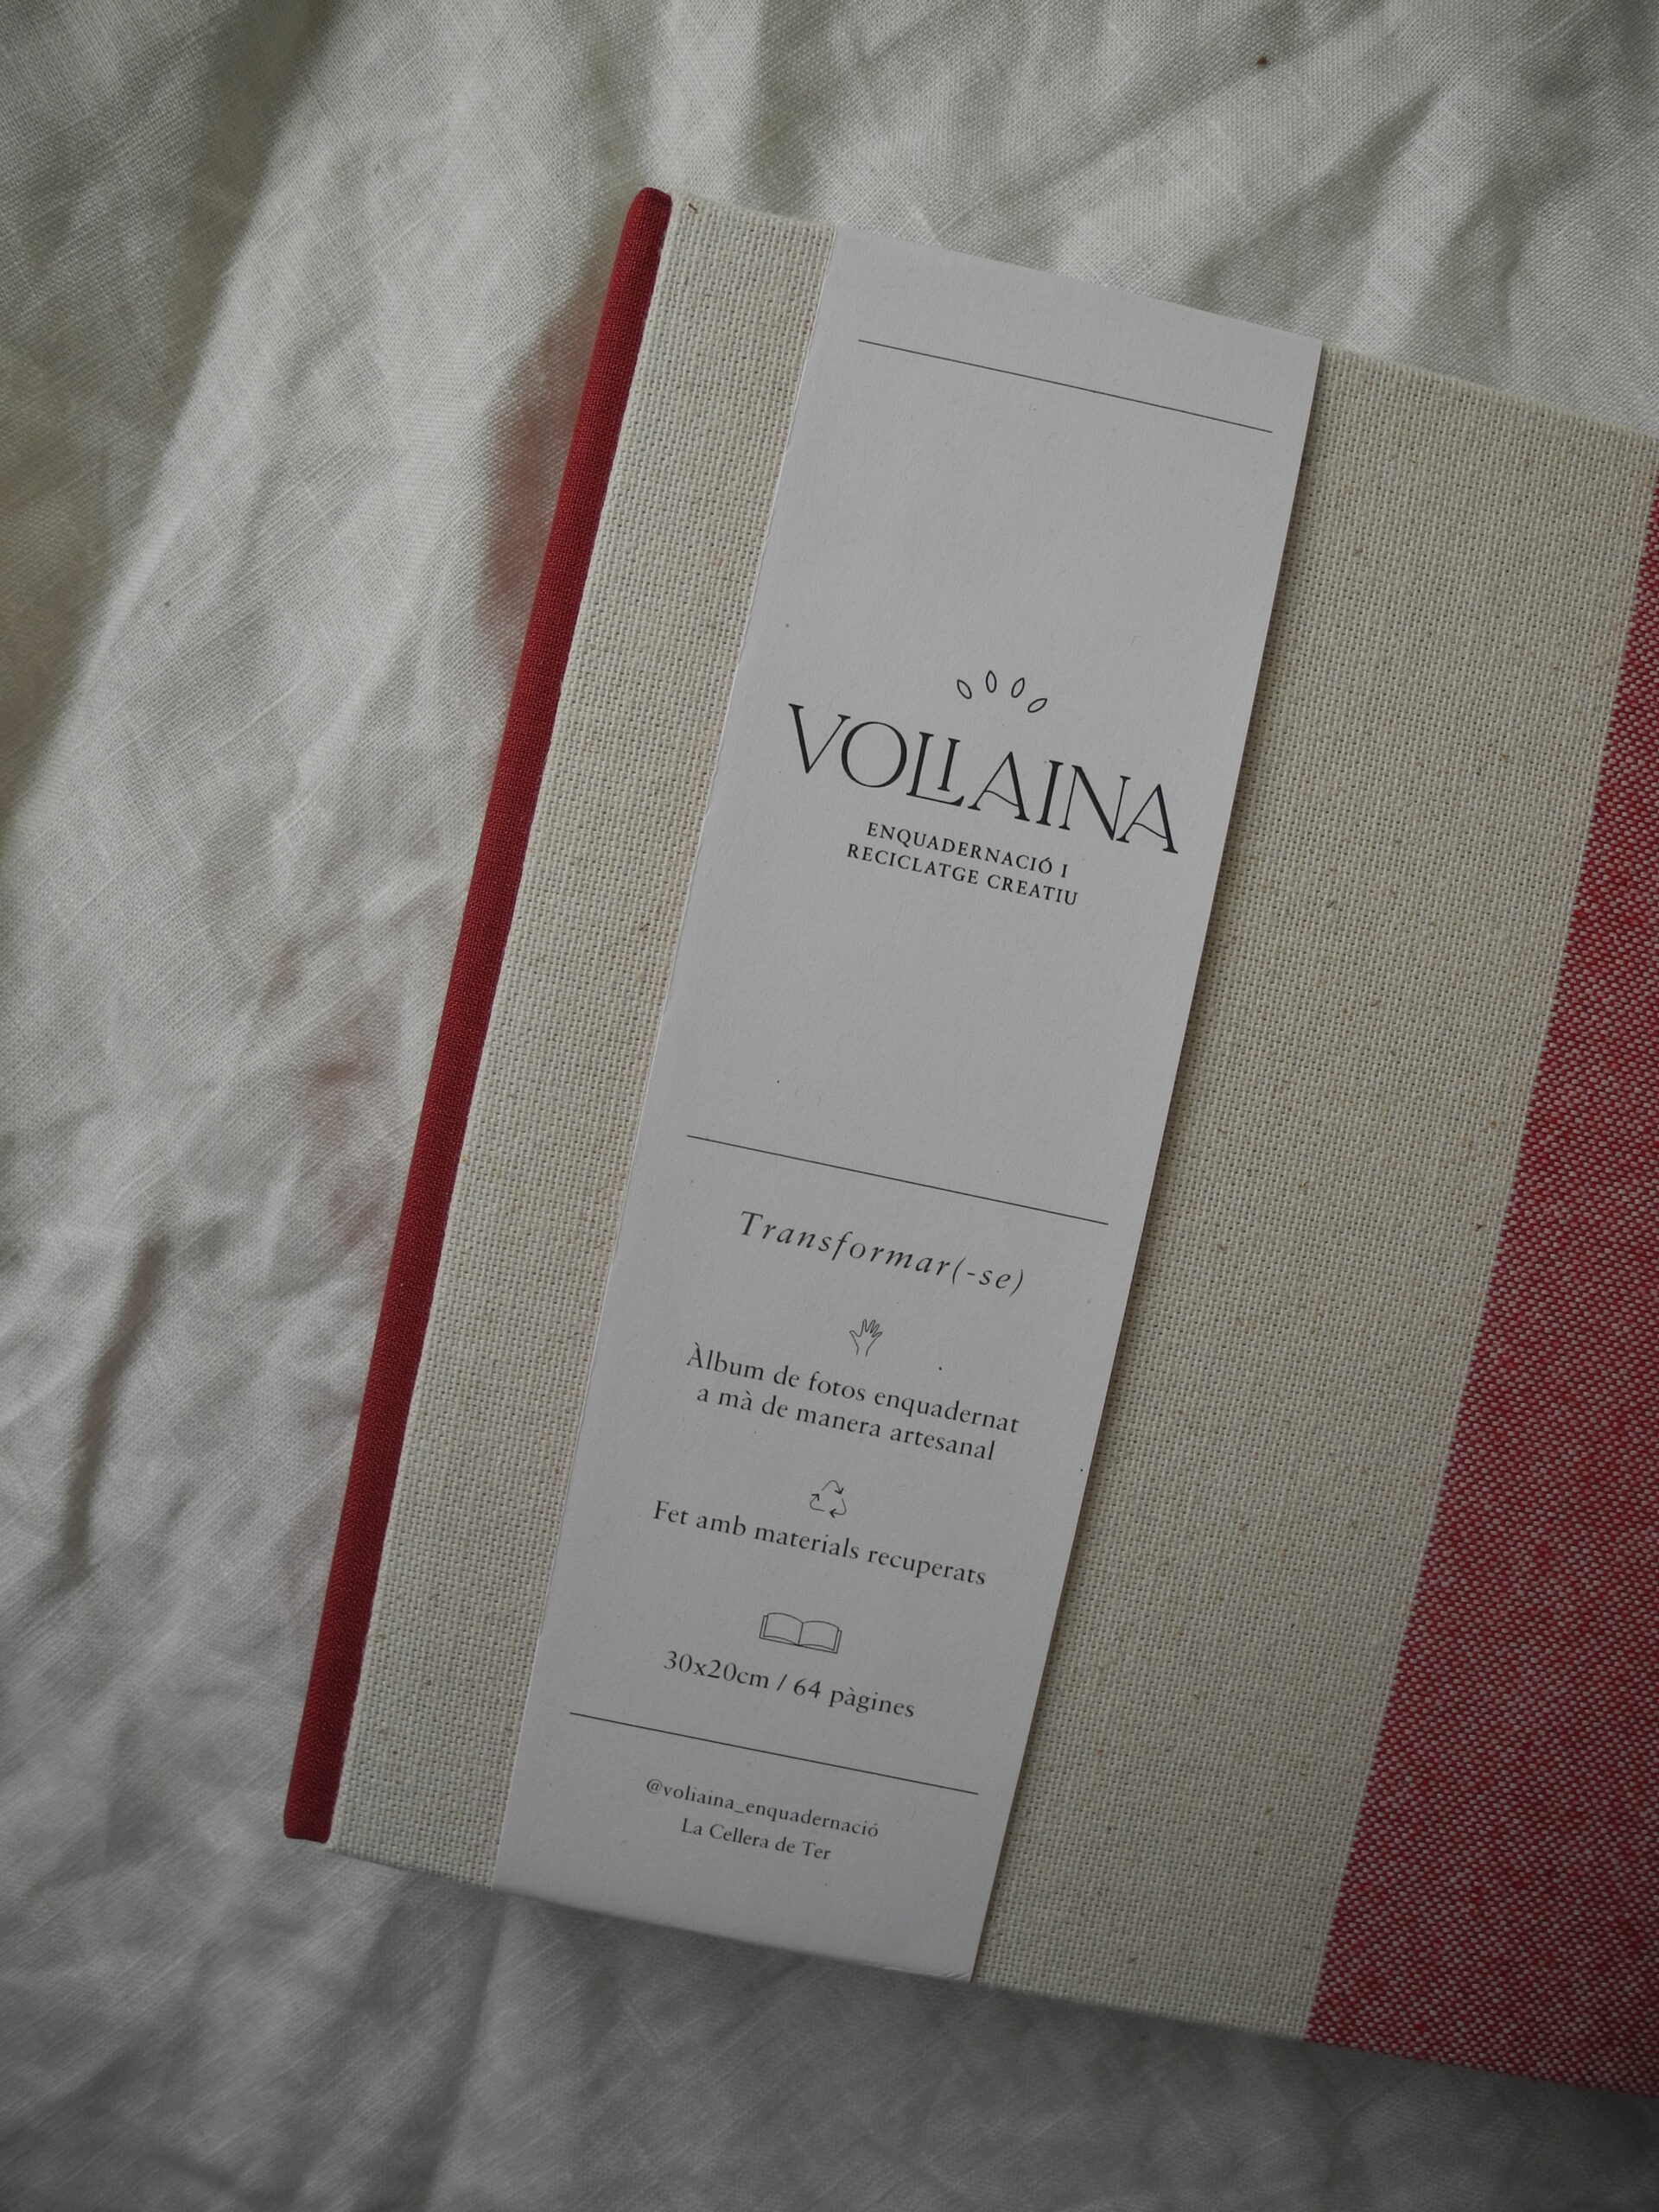 VOLIAINA
ENQUADERNACIÓ I
RECICLATGE CREATIU
Transformar(-se)
Àlbum de fotos enquadernat
a mà de manera artesanal
Fet amb materials recuperats
30x20cm / 64 pàgines
@voliaina_enquadernació
La Cellera de Ter